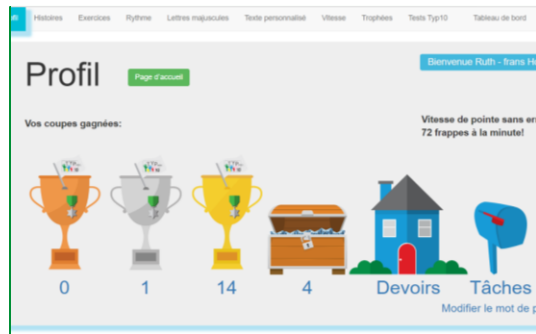 Histoires Exercices Rythme Lettres majuscules Texte personnalisé Vitesse Trophées Tests Typ10 Tableau de bord
Profil
Page d'accueil
Bienvenue Ruth - frans
Vos coupes gagnées:
Vitesse de pointe sans
72 frappes à la minute!
0
1
14
4
Devoirs
Tâches
Modifier le mot de